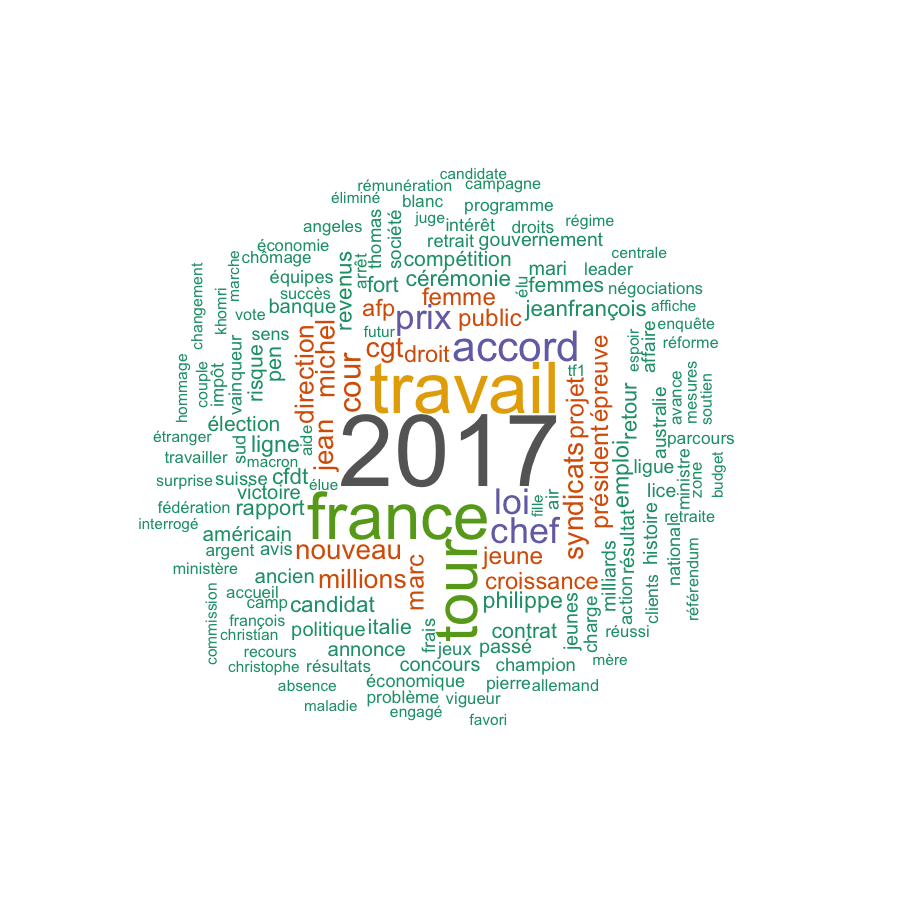 candidate
rémunération
campagne
éliminé
blanc
programme
juge
intérêt
droits
régime
angeles
thomas
société
retrait
gouvernement
économie
chômage
arrêt
compétition
centrale
mari
leader
équipes
revenus
fort
cérémonie
élu
femmes
négociations
changement
marche
khomri
succès
banque
afp
femme
jeanfrançois
affiche
vote
futur
prix
public
enquête
sens
direction
michel
cgt
droit
accord
espoir
affaire
réforme
hommage
couple
impôt
vainqueur
risque
pen
cour
travail
tf1
projet
épreuve
retour
australie
avance
mesures
soutien
élection
étranger
sud
ligne
aide
jean
2017
syndicats
président
emploi
parcours
travailler
macron
ligue
ministre
zone
budget
surprise
suisse
cfdt
élue
victoire
loi
fille
air
lice
fédération
rapport
france
chef
résultat
histoire
retraite
interrogé
américain
argent
avis
nouveau
tour
jeune
milliards
national
référendum
ministère
ancien
millions
marc
croissance
action
clients
commission
accueil
camp
candidat
philippe
jeunes
charge
françois
christian
politique
italie
frais
contrat
réussi
recours
annonce
jeux
passé
christophe
résultats
concours
champion
mère
absence
économique
pierre
allemand
problème
vigueur
maladie
engagé
favori